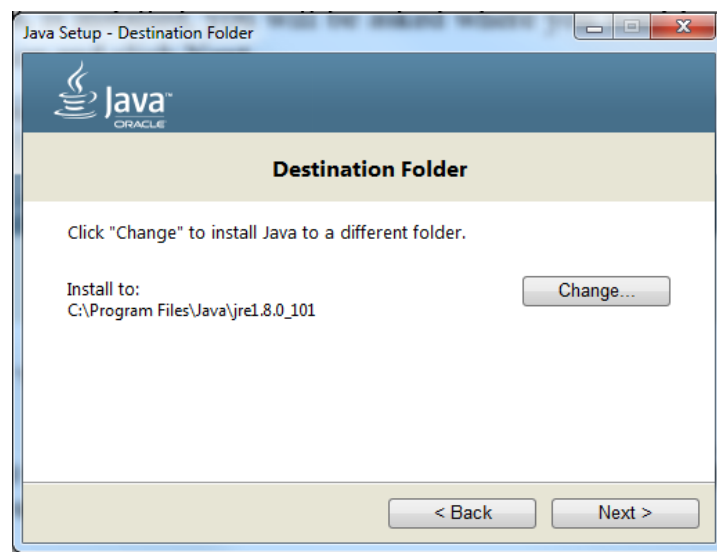 Java Setup - Destination Folder
Java™
ORACLE
Destination Folder
Click "Change" to install Java to a different folder.
Install to:
Change...
C:\Program Files\Java\jre1.8.0_101
< Back
Next >